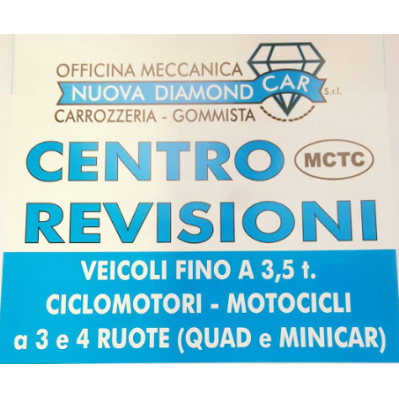 OFFICINA MECCANICA
NUOVA DIAMOND CAR S.r.l.
CARROZZERIA - GOMMISTA
CENTRO MCTC
REVISIONI
VEICOLI FINO A 3,5 t.
CICLOMOTORI - MOTOCICLI
a 3 e 4 RUOTE (QUAD e MINICAR)